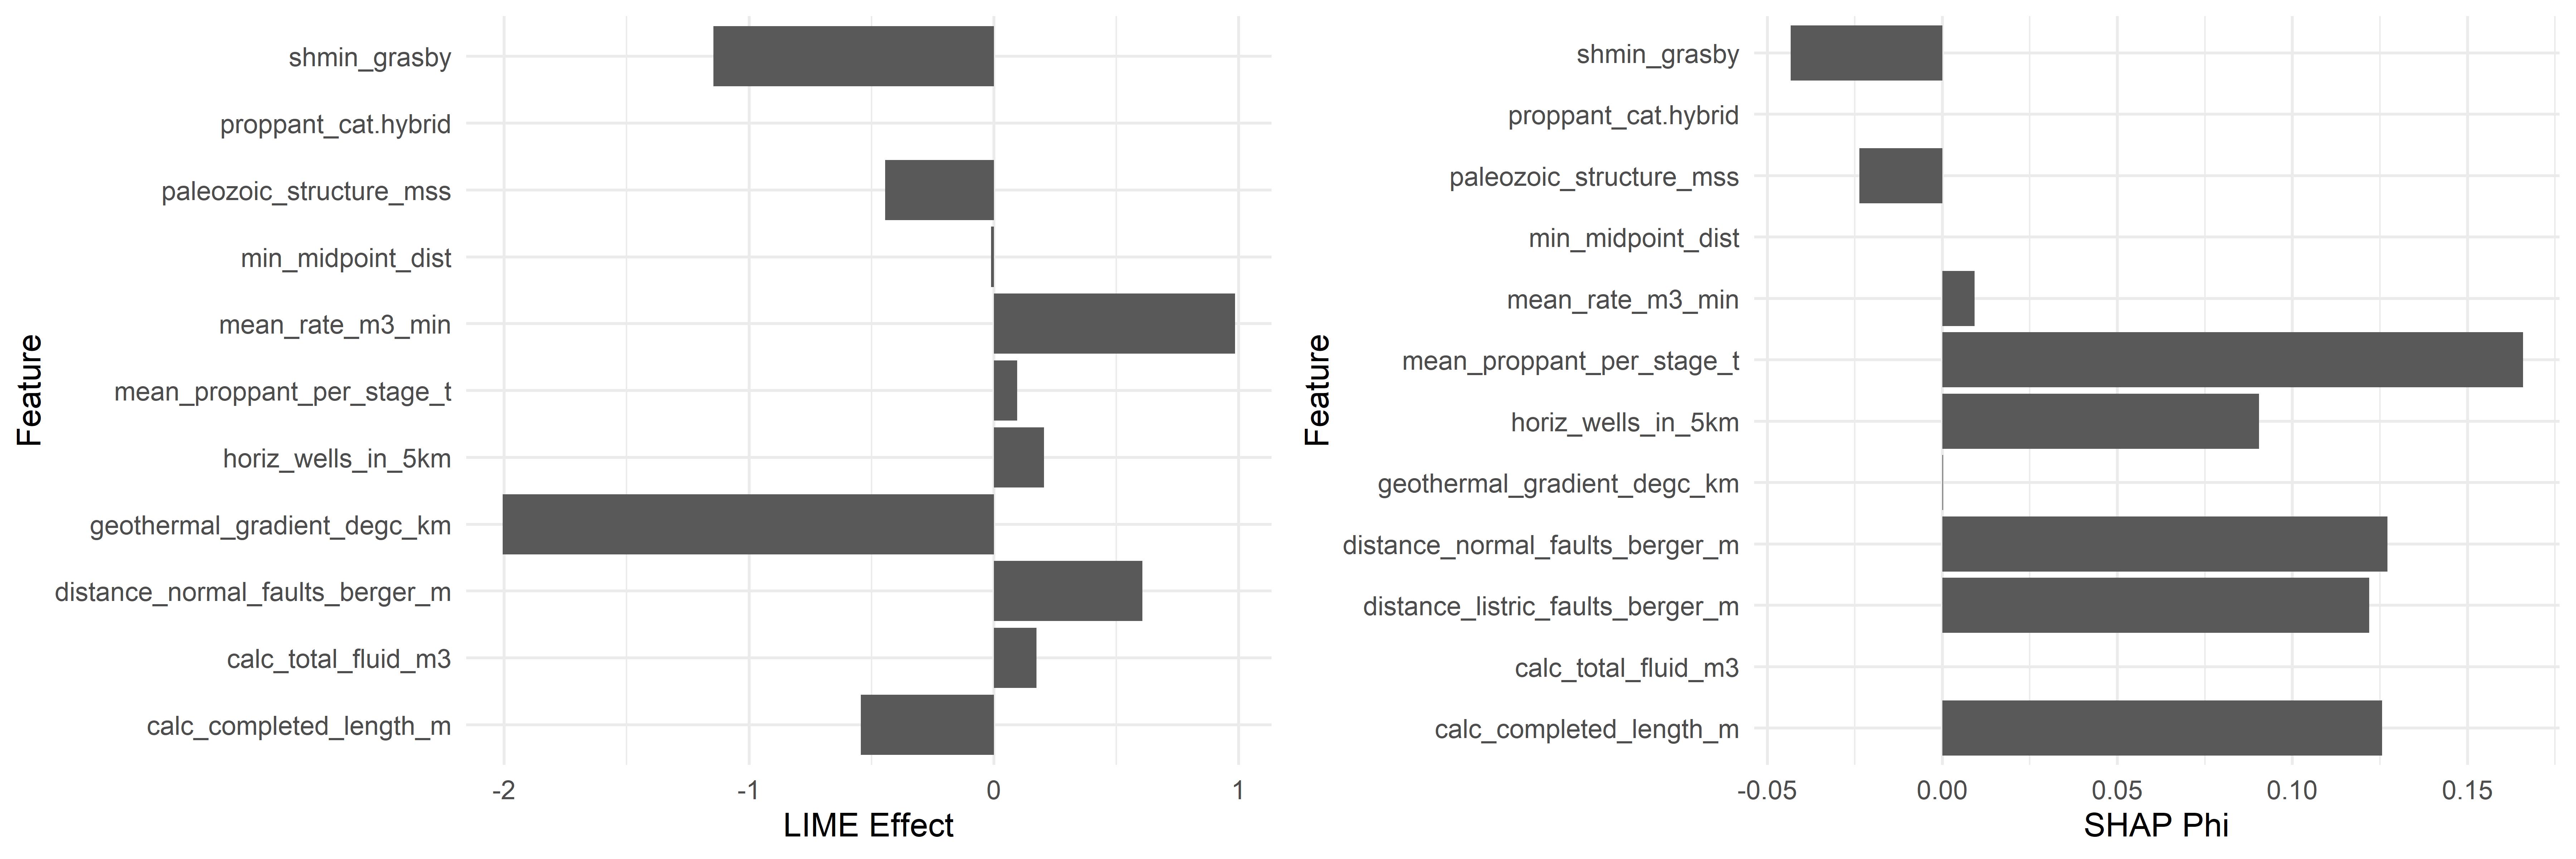 Feature
shmin_grasby
proppant_cat.hybrid
paleozoic_structure_mss
min_midpoint_dist
mean_rate_m3_min
mean_proppant_per_stage_t
horiz_wells_in_5km
geothermal_gradient_degc_km
distance_normal_faults_berger_m
calc_total_fluid_m3
calc_completed_length_m
-2 -1 0 1
LIME Effect
Feature
shmin_grasby
proppant_cat.hybrid
paleozoic_structure_mss
min_midpoint_dist
mean_rate_m3_min
mean_proppant_per_stage_t
horiz_wells_in_5km
geothermal_gradient_degc_km
distance_normal_faults_berger_m
distance_listric_faults_berger_m
calc_total_fluid_m3
calc_completed_length_m
-0.05 0.00 0.05 0.10 0.15
SHAP Phi